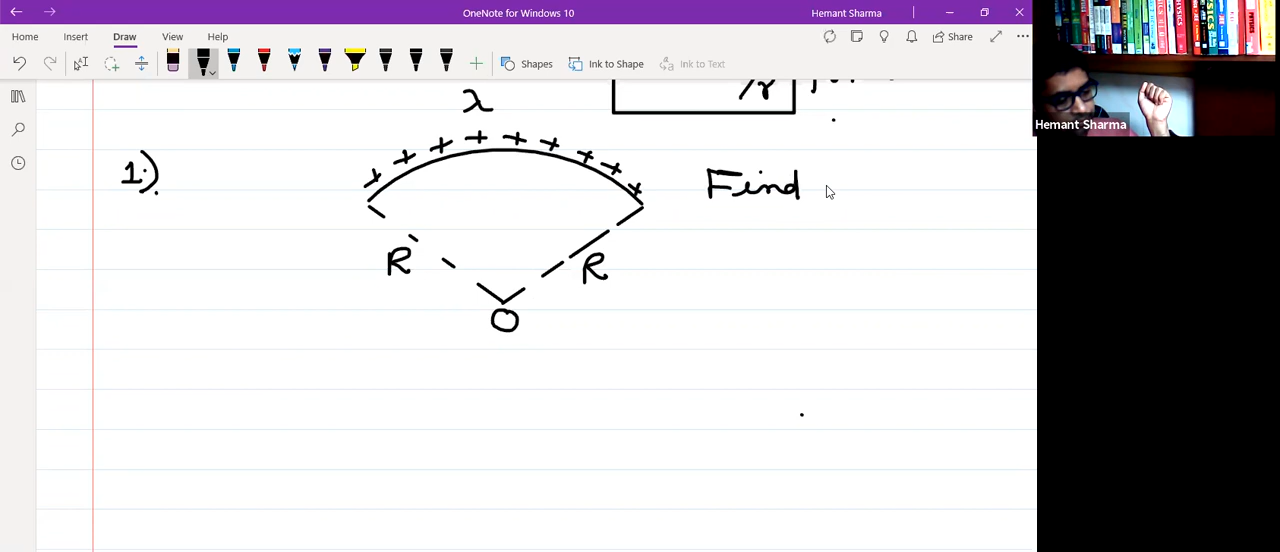 OneNote for Windows 10
Hemant Sharma
Home Insert Draw View Help
Share
Shapes
Ink to Shape
Ink to Text
Hemant Sharma
λ
+ + + + + + + + +
1.)
Find
R R
O
PHYSICS